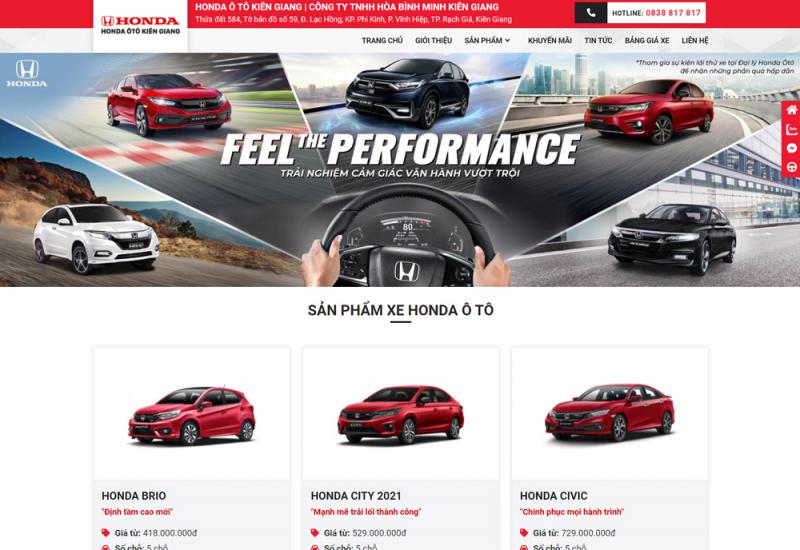 HONDA
HONDA ÔTÔ KIÊN GIANG
HONDA Ô TÔ KIÊN GIANG | CÔNG TY TNHH HÒA BÌNH MINH KIÊN GIANG
Thửa đất 584, Tờ bản đồ số 59, Đ. Lạc Hồng, KP. Phi Kinh, P. Vĩnh Hiệp, TP. Rạch Giá, Kiên Giang
HOTLINE: 0838 817 817
TRANG CHỦ GIỚI THIỆU SẢN PHẨM KHUYẾN MÃI TIN TỨC BẢNG GIÁ XE LIÊN HỆ
HONDA
*Tham gia sự kiện lái thử xe tại Đại lý Honda Ôtô
để nhận những phần quà hấp dẫn
FEEL THE PERFORMANCE
TRẢI NGHIỆM CẢM GIÁC VẬN HÀNH VƯỢT TRỘI
80
SẢN PHẨM XE HONDA Ô TÔ
HONDA BRIO
"Định tầm cao mới"
Giá từ: 418.000.000đ
Số chỗ: 5 chỗ
HONDA CITY 2021
"Mạnh mẽ trải lối thành công"
Giá từ: 529.000.000đ
Số chỗ: 5 chỗ
HONDA CIVIC
"Chinh phục mọi hành trình"
Giá từ: 729.000.000đ
Số chỗ: 5 chỗ